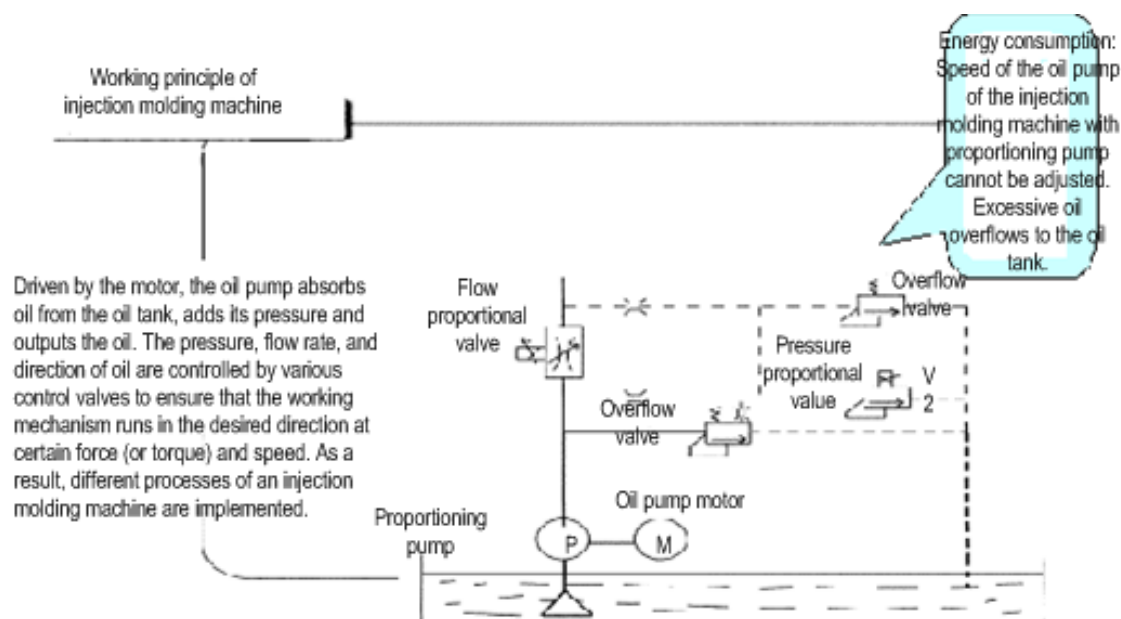 Working principle of
injection molding machine
Energy consumption:
Speed of the oil pump
of the injection
molding machine with
proportioning pump
cannot be adjusted.
Excessive oil
overflows to the oil
tank.
Driven by the motor, the oil pump absorbs
oil from the oil tank, adds its pressure and
outputs the oil. The pressure, flow rate, and
direction of oil are controlled by various
control valves to ensure that the working
mechanism runs in the desired direction at
certain force (or torque) and speed. As a
result, different processes of an injection
molding machine are implemented.
Flow
proportional
valve
Overflow
valve
Pressure
proportional
value
V
2
Overflow
valve
Oil pump motor
Proportioning
pump
P
M